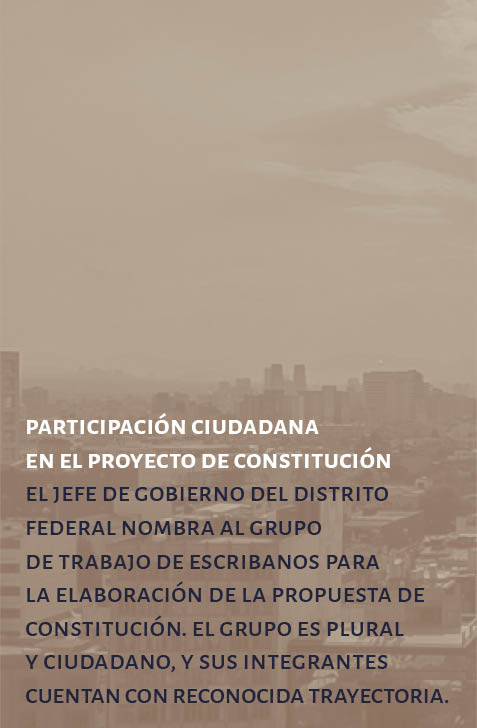 PARTICIPACIÓN CIUDADANA
EN EL PROYECTO DE CONSTITUCIÓN
EL JEFE DE GOBIERNO DEL DISTRITO
FEDERAL NOMBRA AL GRUPO
DE TRABAJO DE ESCRIBANOS PARA
LA ELABORACIÓN DE LA PROPUESTA DE
CONSTITUCIÓN. EL GRUPO ES PLURAL
Y CIUDADANO, Y SUS INTEGRANTES
CUENTAN CON RECONOCIDA TRAYECTORIA.